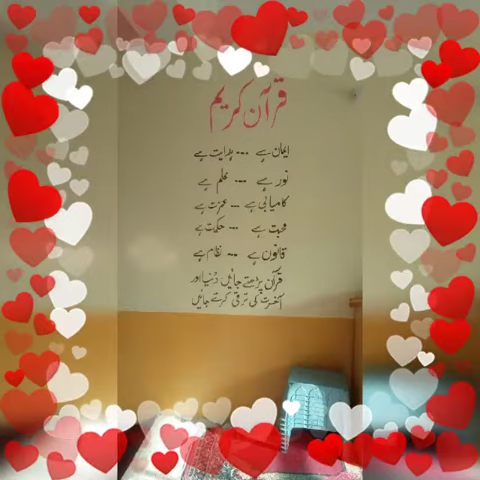 قرآن کریم
ایمان ہے --- ہدایت ہے
نور ہے --- علم ہے
کامیابی ہے --- عزت ہے
محبت ہے --- حکمت ہے
قانون ہے --- نظام ہے
قرآن پڑھتے جائیں دنیا اور
آخرت کی ترقی کرتے جائیں